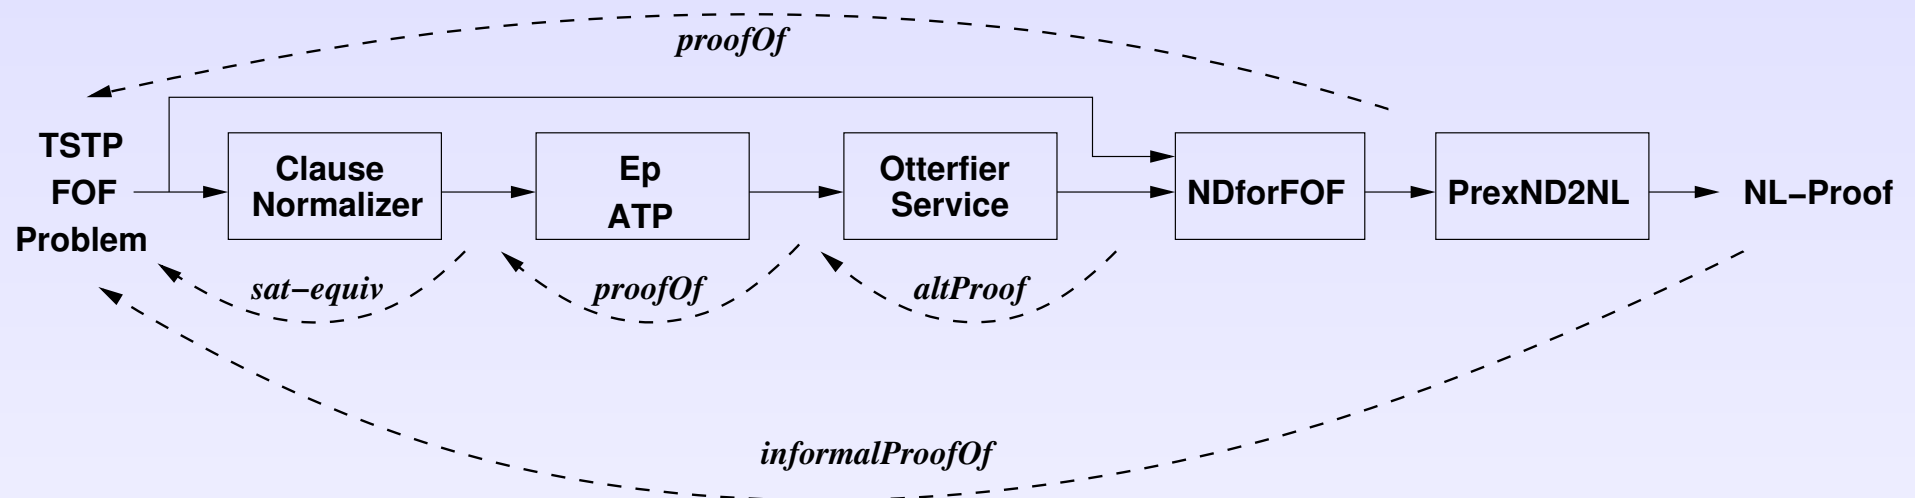 proofOf
TSTP
FOF
Problem
Clause
Normalizer
Ep
ATP
Otterfier
Service
NDforFOF
PrexND2NL
NL−Proof
sat−equiv
proofOf
altProof
informalProofOf